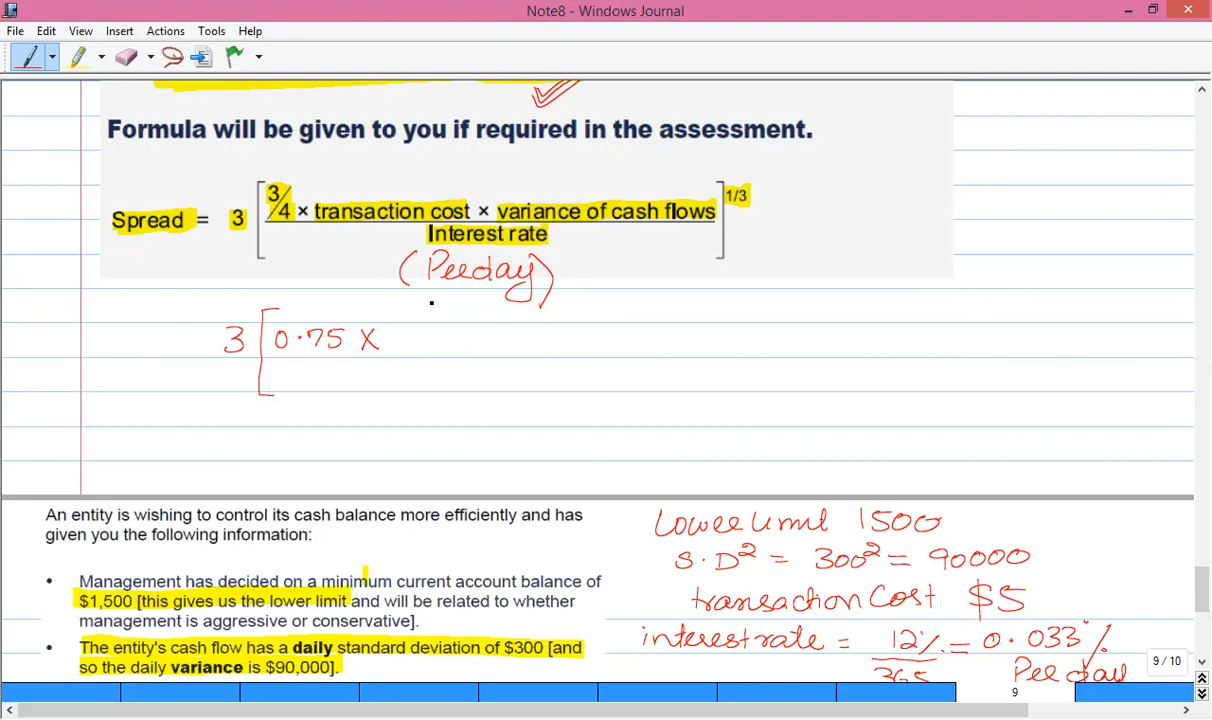 Note8 - Windows Journal
File Edit View Insert Actions Tools Help
Formula will be given to you if required in the assessment.
Spread = 3 [ 3/4 × transaction cost × variance of cash flows ] 1/3
Interest rate
(Per day)
3 [ 0.75 X
An entity is wishing to control its cash balance more efficiently and has
given you the following information:
• Management has decided on a minimum current account balance of
$1,500 [this gives us the lower limit and will be related to whether
management is aggressive or conservative].
• The entity's cash flow has a daily standard deviation of $300 [and
so the daily variance is $90,000].
Lower Limit 1500
S.D² = 300² = 90000
transaction Cost $5
interest rate = 12% = 0.033%
365 Per day
9 / 10
9